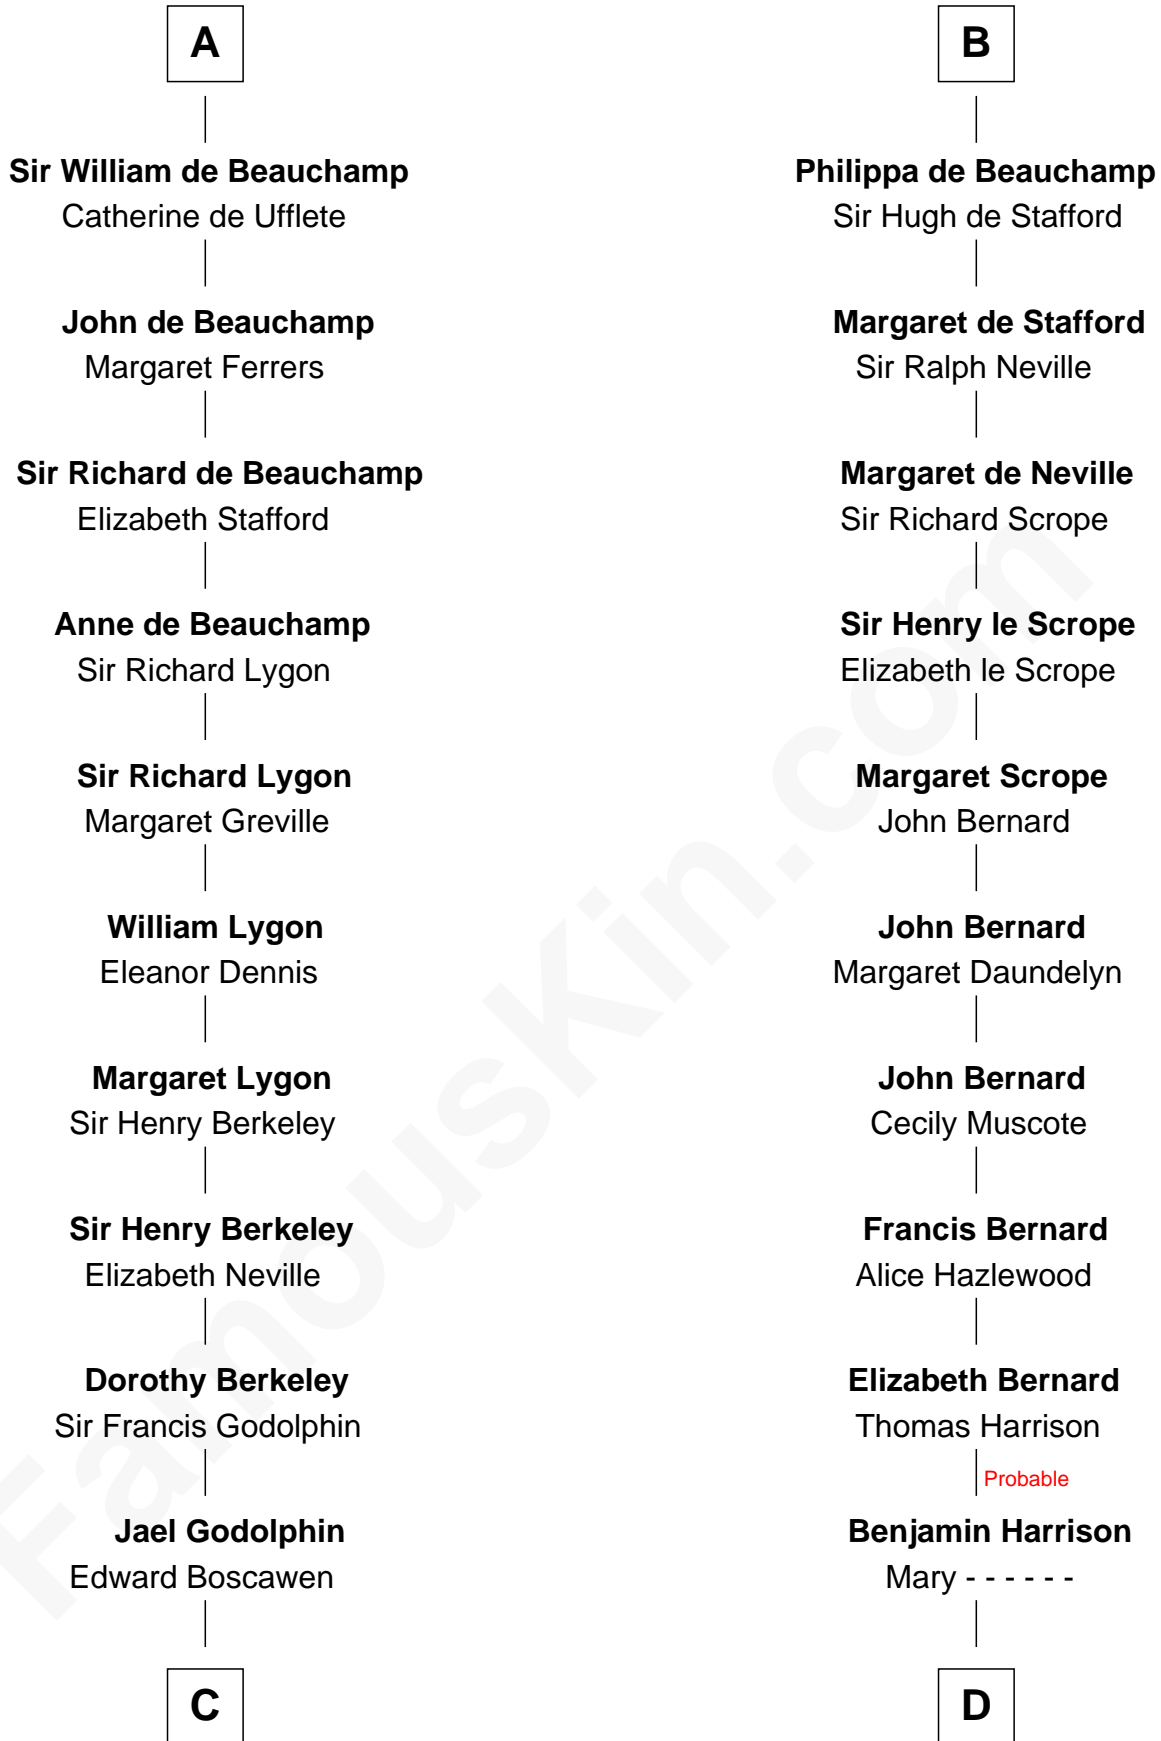 A
Sir William de Beauchamp
Catherine de Ufflete
John de Beauchamp
Margaret Ferrers
Sir Richard de Beauchamp
Elizabeth Stafford
Anne de Beauchamp
Sir Richard Lygon
Sir Richard Lygon
Margaret Greville
William Lygon
Eleanor Dennis
Margaret Lygon
Sir Henry Berkeley
Sir Henry Berkeley
Elizabeth Neville
Dorothy Berkeley
Sir Francis Godolphin
Jael Godolphin
Edward Boscawen
C
B
Philippa de Beauchamp
Sir Hugh de Stafford
Margaret de Stafford
Sir Ralph Neville
Margaret de Neville
Sir Richard Scrope
Sir Henry le Scrope
Elizabeth le Scrope
Margaret Scrope
John Bernard
John Bernard
Margaret Daundelyn
John Bernard
Cecily Muscote
Francis Bernard
Alice Hazlewood
Elizabeth Bernard
Thomas Harrison
Probable
Benjamin Harrison
Mary - - - - - -
D
FamousKin.com